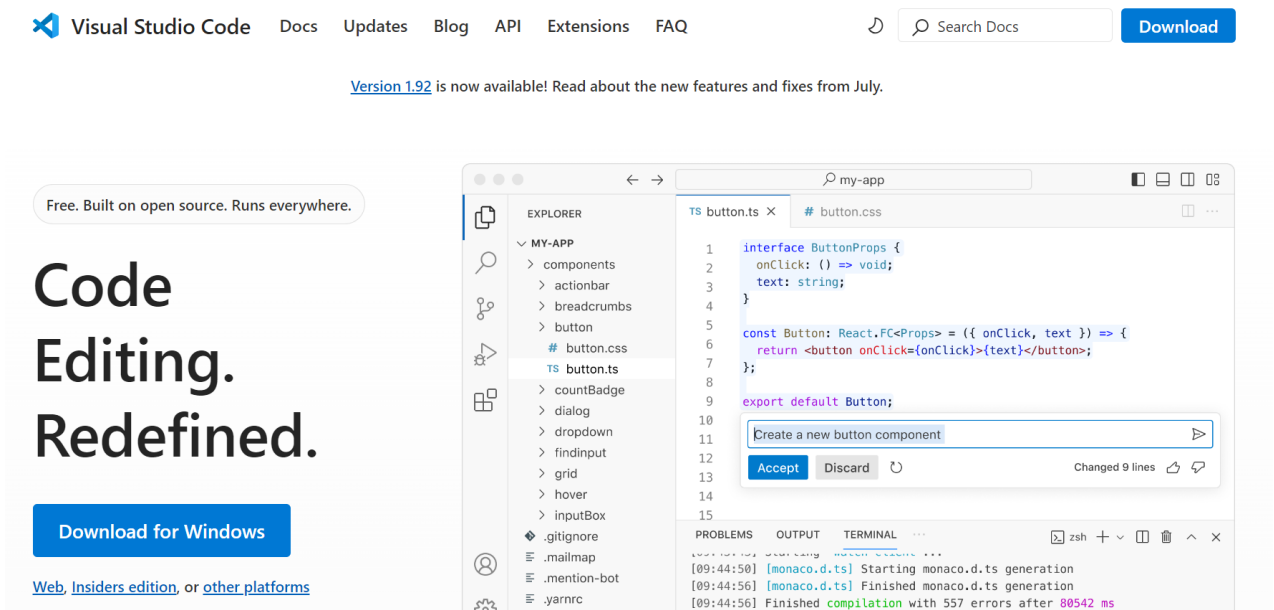 Visual Studio Code Docs Updates Blog API Extensions FAQ Search Docs Download
Version 1.92 is now available! Read about the new features and fixes from July.
Free. Built on open source. Runs everywhere.
Code
Editing.
Redefined.
Download for Windows
Web, Insiders edition, or other platforms
my-app
EXPLORER
MY-APP
components
actionbar
breadcrumbs
button
# button.css
TS button.ts
countBadge
dialog
dropdown
findinput
grid
hover
inputBox
.gitignore
.mailmap
.mention-bot
.yarnrc
TS button.ts # button.css
1 interface ButtonProps {
2 onClick: () => void;
3 text: string;
4 }
5
6 const Button: React.FC<Props> = ({ onClick, text }) => {
7 return <button onClick={onClick}>{text}</button>;
8 };
9
10 export default Button;
11
12
13
14
15
Create a new button component
Accept Discard Changed 9 lines
PROBLEMS OUTPUT TERMINAL ··· zsh
[09:44:50] [monaco.d.ts] Starting monaco.d.ts generation
[09:44:56] [monaco.d.ts] Finished monaco.d.ts generation
[09:44:56] Finished compilation with 557 errors after 80542 ms